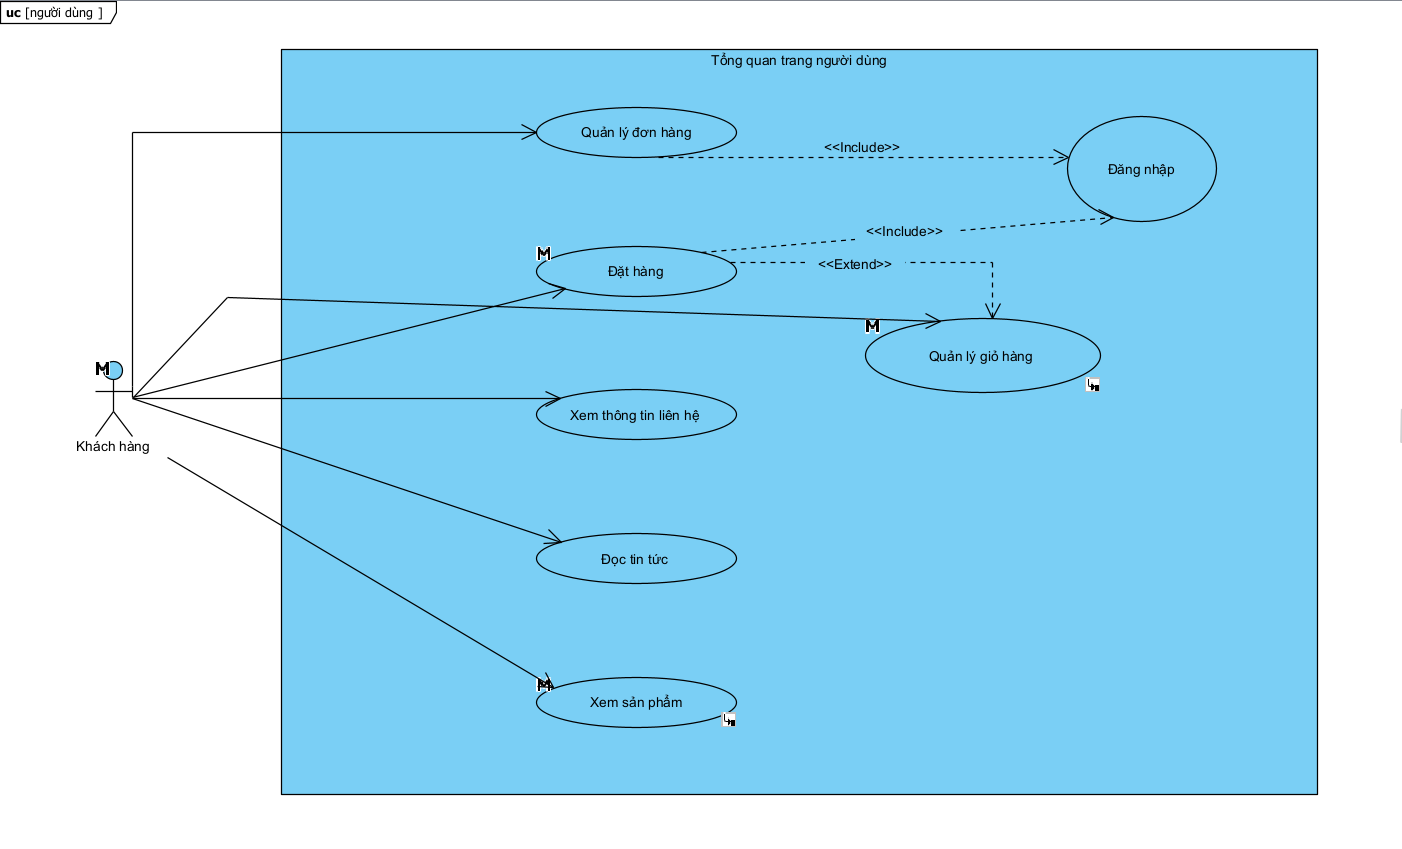 uc [người dùng ]
Tổng quan trang người dùng
Quản lý đơn hàng
<<Include>>
Đăng nhập
<<Include>>
Đặt hàng
<<Extend>>
Quản lý giỏ hàng
Xem thông tin liên hệ
Khách hàng
Đọc tin tức
Xem sản phẩm